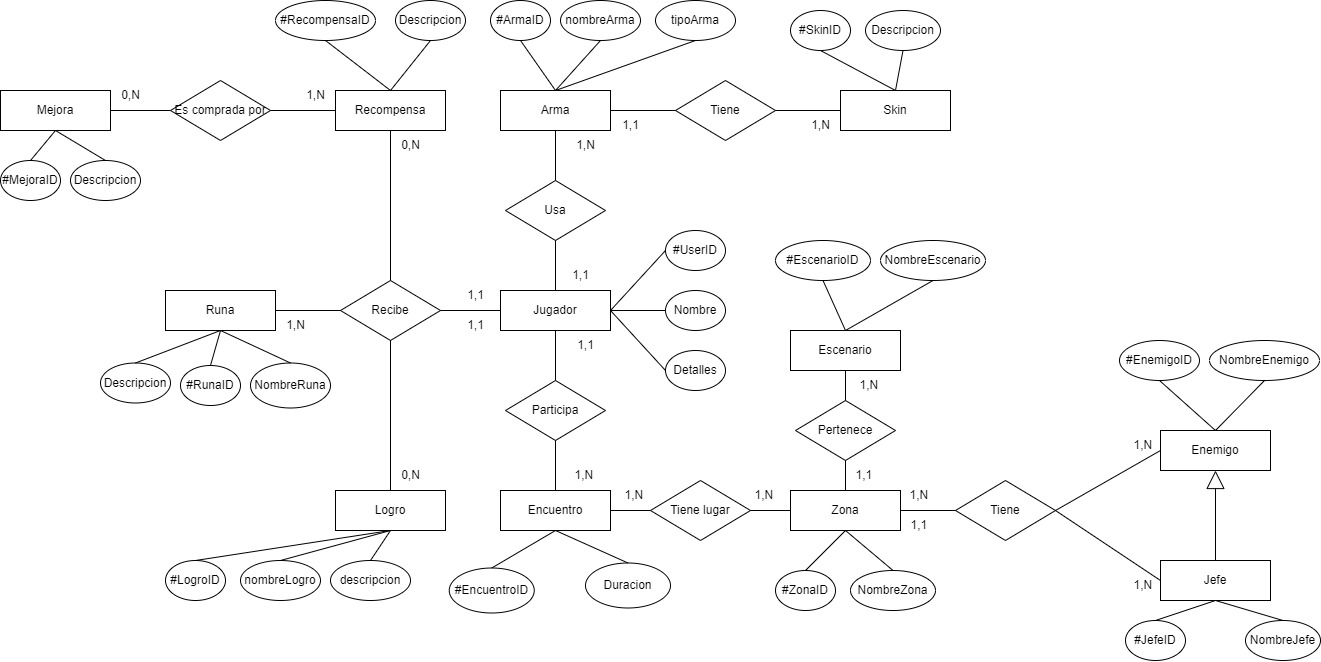 #RecompensaID
Descripcion
#ArmaID
nombreArma
tipoArma
#SkinID
Descripcion
Mejora
0,N
Es comprada por
1,N
Recompensa
Arma
1,1
Tiene
1,N
Skin
0,N
1,N
#MejoraID
Descripcion
Usa
#UserID
1,1
#EscenarioID
NombreEscenario
Runa
1,N
Recibe
1,1
1,1
Jugador
Nombre
1,1
Escenario
Detalles
#EnemigoID
NombreEnemigo
Descripcion
#RunaID
NombreRuna
1,N
Participa
Pertenece
1,N
Enemigo
0,N
1,N
1,1
Logro
Encuentro
1,N
Tiene lugar
1,N
Zona
1,N
1,1
Tiene
#LogroID
nombreLogro
descripcion
#EncuentroID
Duracion
#ZonaID
NombreZona
1,N
Jefe
#JefeID
NombreJefe